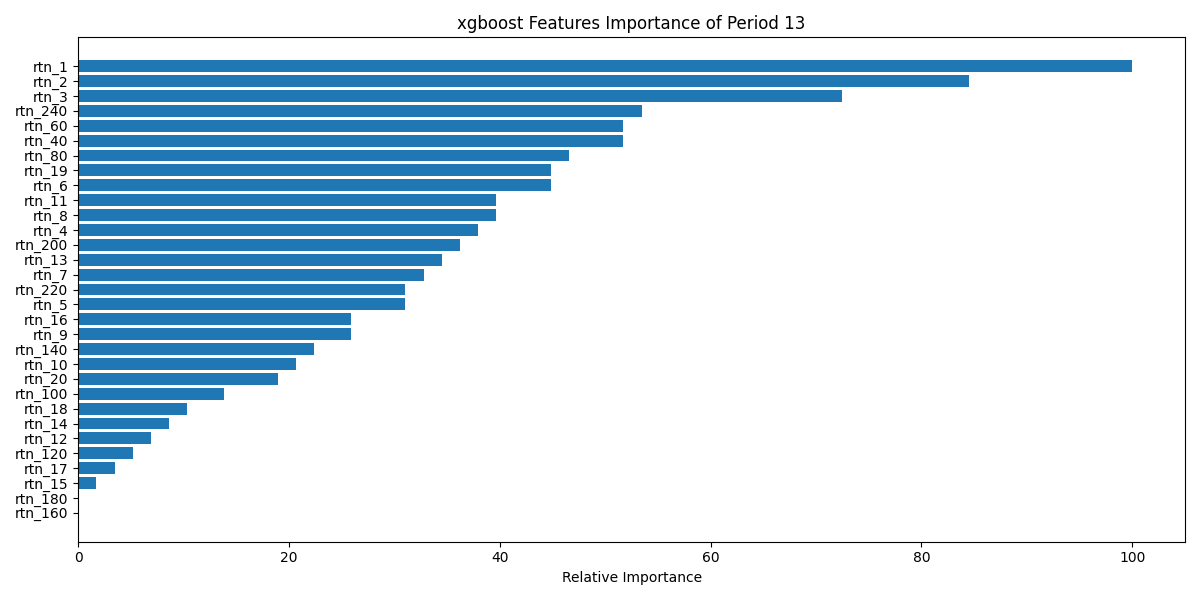 xgboost Features Importance of Period 13
rtn_1
rtn_2
rtn_3
rtn_240
rtn_60
rtn_40
rtn_80
rtn_19
rtn_6
rtn_11
rtn_8
rtn_4
rtn_200
rtn_13
rtn_7
rtn_220
rtn_5
rtn_16
rtn_9
rtn_140
rtn_10
rtn_20
rtn_100
rtn_18
rtn_14
rtn_12
rtn_120
rtn_17
rtn_15
rtn_180
rtn_160
0 20 40 60 80 100
Relative Importance